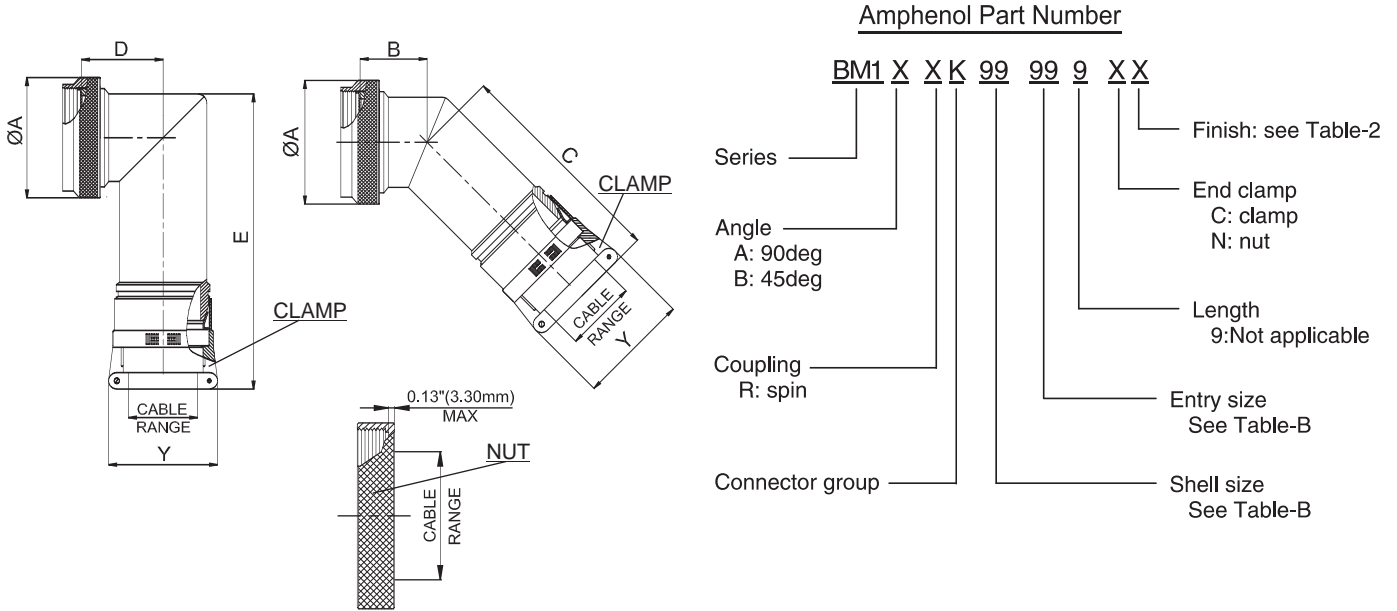 D
ØA
E
CLAMP
CABLE
RANGE
Y
B
ØA
C
CLAMP
CABLE
RANGE
Y
0.13"(3.30mm)
MAX
NUT
CABLE
RANGE
Amphenol Part Number
BM1 X X K 99 99 9 X X
Series
Angle
A: 90deg
B: 45deg
Coupling
R: spin
Connector group
Finish: see Table-2
End clamp
C: clamp
N: nut
Length
9:Not applicable
Entry size
See Table-B
Shell size
See Table-B